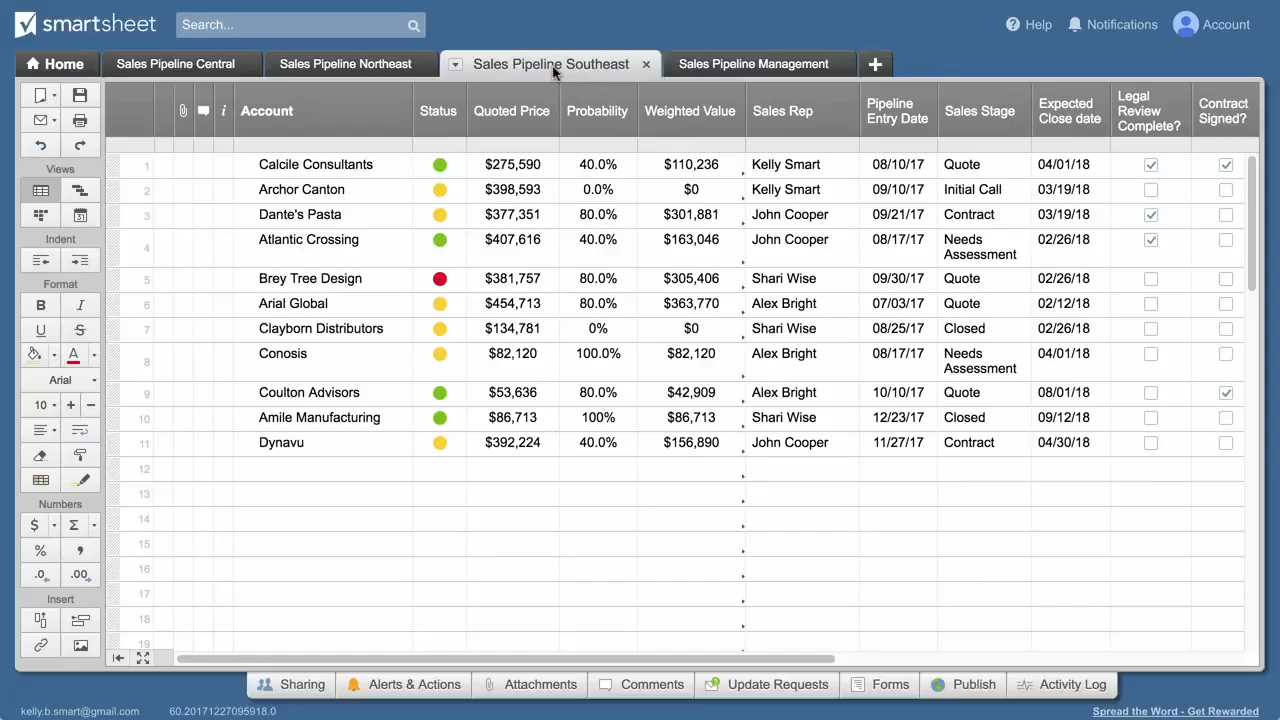 smartsheet Search... Help Notifications Account
Home Sales Pipeline Central Sales Pipeline Northeast Sales Pipeline Southeast × Sales Pipeline Management +
i Account Status Quoted Price Probability Weighted Value Sales Rep Pipeline Entry Date Sales Stage Expected Close date Legal Review Complete? Contract Signed?
1 Calcile Consultants $275,590 40.0% $110,236 Kelly Smart 08/10/17 Quote 04/01/18
2 Archor Canton $398,593 0.0% $0 Kelly Smart 09/10/17 Initial Call 03/19/18
3 Dante's Pasta $377,351 80.0% $301,881 John Cooper 09/21/17 Contract 03/19/18
4 Atlantic Crossing $407,616 40.0% $163,046 John Cooper 08/17/17 Needs Assessment 02/26/18
5 Brey Tree Design $381,757 80.0% $305,406 Shari Wise 09/30/17 Quote 02/26/18
6 Arial Global $454,713 80.0% $363,770 Alex Bright 07/03/17 Quote 02/12/18
7 Clayborn Distributors $134,781 0% $0 Shari Wise 08/25/17 Closed 02/26/18
8 Conosis $82,120 100.0% $82,120 Alex Bright 08/17/17 Needs Assessment 04/01/18
9 Coulton Advisors $53,636 80.0% $42,909 Alex Bright 10/10/17 Quote 08/01/18
10 Amile Manufacturing $86,713 100% $86,713 Shari Wise 12/23/17 Closed 09/12/18
11 Dynavu $392,224 40.0% $156,890 John Cooper 11/27/17 Contract 04/30/18
12
13
14
15
16
17
18
19
Views
31
Indent
Format
B I
U S
A
Arial
10 + −
Numbers
$ Σ
% ,
.0 .00
Insert
Sharing Alerts & Actions Attachments Comments Update Requests Forms Publish Activity Log
kelly.b.smart@gmail.com 60.20171227095918.0 Spread the Word - Get Rewarded